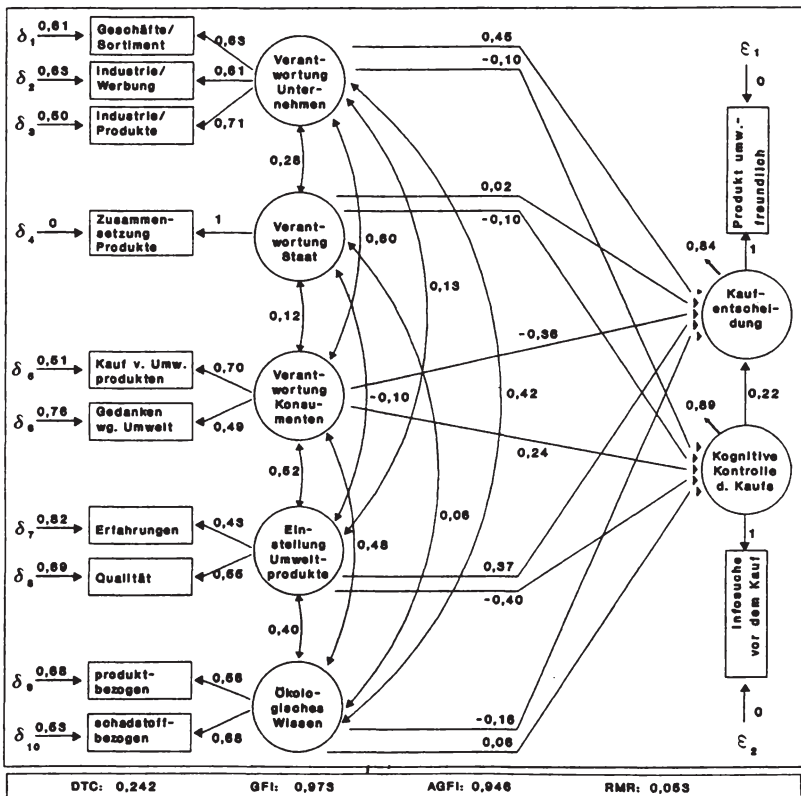 δ1 0,61 Geschäfte/
Sortiment
0,63
δ2 0,63 Industrie/
Werbung
0,61
δ3 0,50 Industrie/
Produkte
0,71
Verant-
wortung
Unter-
nehmen
0,45
-0,10
ε1
0
Produkt umw.-
freundlich
1
0,28
δ4 0 Zusammen-
setzung
Produkte
1
Verant-
wortung
Staat
0,02
-0,10
0,60
0,13
0,84
Kauf-
entschei-
dung
0,12
-0,36
δ5 0,51 Kauf v. Umw.
produkten
0,70
δ6 0,76 Gedanken
wg. Umwelt
0,49
Verant-
wortung
Konsu-
menten
-0,10
0,42
0,22
0,89
0,24
Kognitive
Kontrolle
d. Kaufs
0,52
0,06
1
δ7 0,82 Erfahrungen
0,43
δ8 0,69 Qualität
0,55
Ein-
stellung
Umwelt-
produkte
0,48
0,37
-0,40
Infosuche
vor dem Kauf
0,40
δ9 0,68 produkt-
bezogen
0,56
δ10 0,53 schadstoff-
bezogen
0,68
Ökolo-
gisches
Wissen
-0,16
0,06
0
ε2
DTC: 0,242 GFI: 0,973 AGFI: 0,946 RMR: 0,053